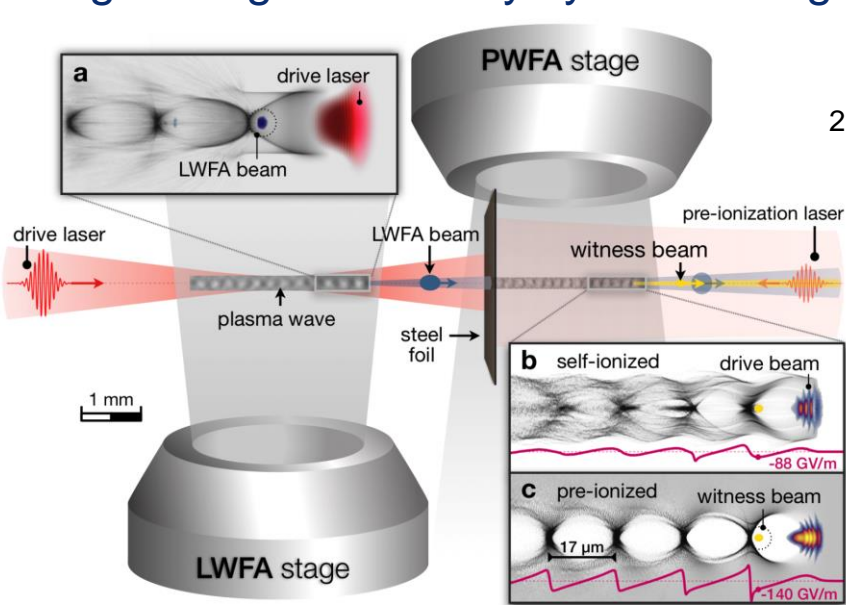 PWFA stage
a
drive laser
LWFA beam
2
drive laser
LWFA beam
pre-ionization laser
witness beam
plasma wave
steel
foil
1 mm
b
self-ionized
drive beam
-88 GV/m
c
pre-ionized
witness beam
17 µm
-140 GV/m
LWFA stage